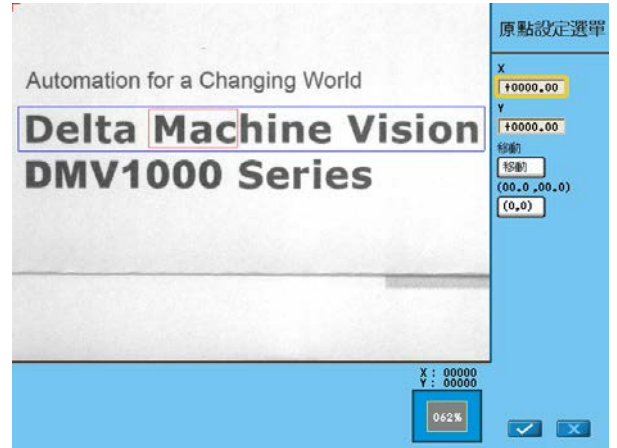 原點設定選單
Automation for a Changing World
Delta Machine Vision
DMV1000 Series
X
+0000.00
Y
+0000.00
移動
移動
(00.0 ,00.0)
(0,0)
X : 00000
Y : 00000
062%